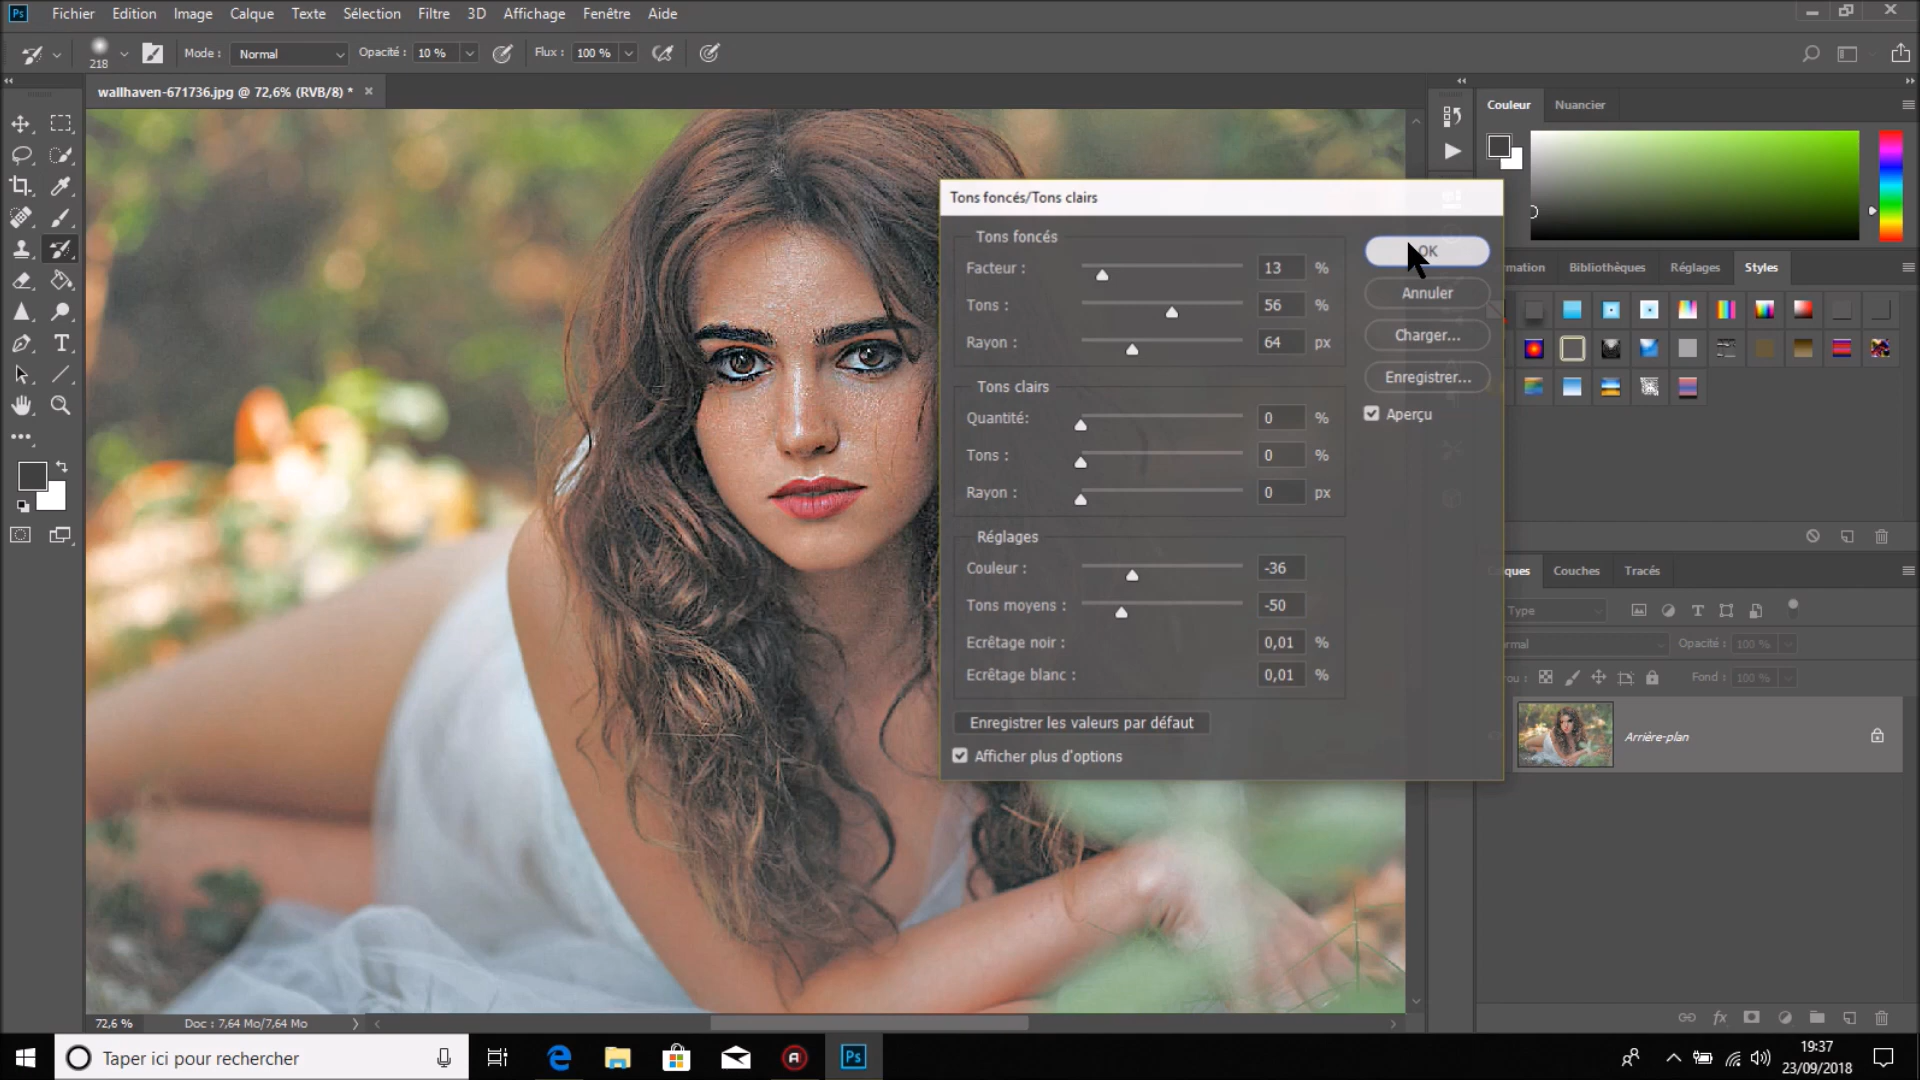 Ps Fichier Edition Image Calque Texte Sélection Filtre 3D Affichage Fenêtre Aide
218 Mode : Normal Opacité : 10 % Flux : 100 %
wallhaven-671736.jpg @ 72,6% (RVB/8) *
Couleur Nuancier
Tons foncés/Tons clairs
Tons foncés
Facteur : 13 %
Tons : 56 %
Rayon : 64 px
Tons clairs
Quantité: 0 %
Tons : 0 %
Rayon : 0 px
Réglages
Couleur : -36
Tons moyens : -50
Ecrêtage noir : 0,01 %
Ecrêtage blanc : 0,01 %
Enregistrer les valeurs par défaut
Afficher plus d'options
OK
Annuler
Charger...
Enregistrer...
Aperçu
mation Bibliothèques Réglages Styles
ques Couches Tracés
Type
rmal Opacité : 100 %
rou : Fond : 100 %
Arrière-plan
72,6 % Doc : 7,64 Mo/7,64 Mo
fx
Taper ici pour rechercher
Ps
19:37
23/09/2018